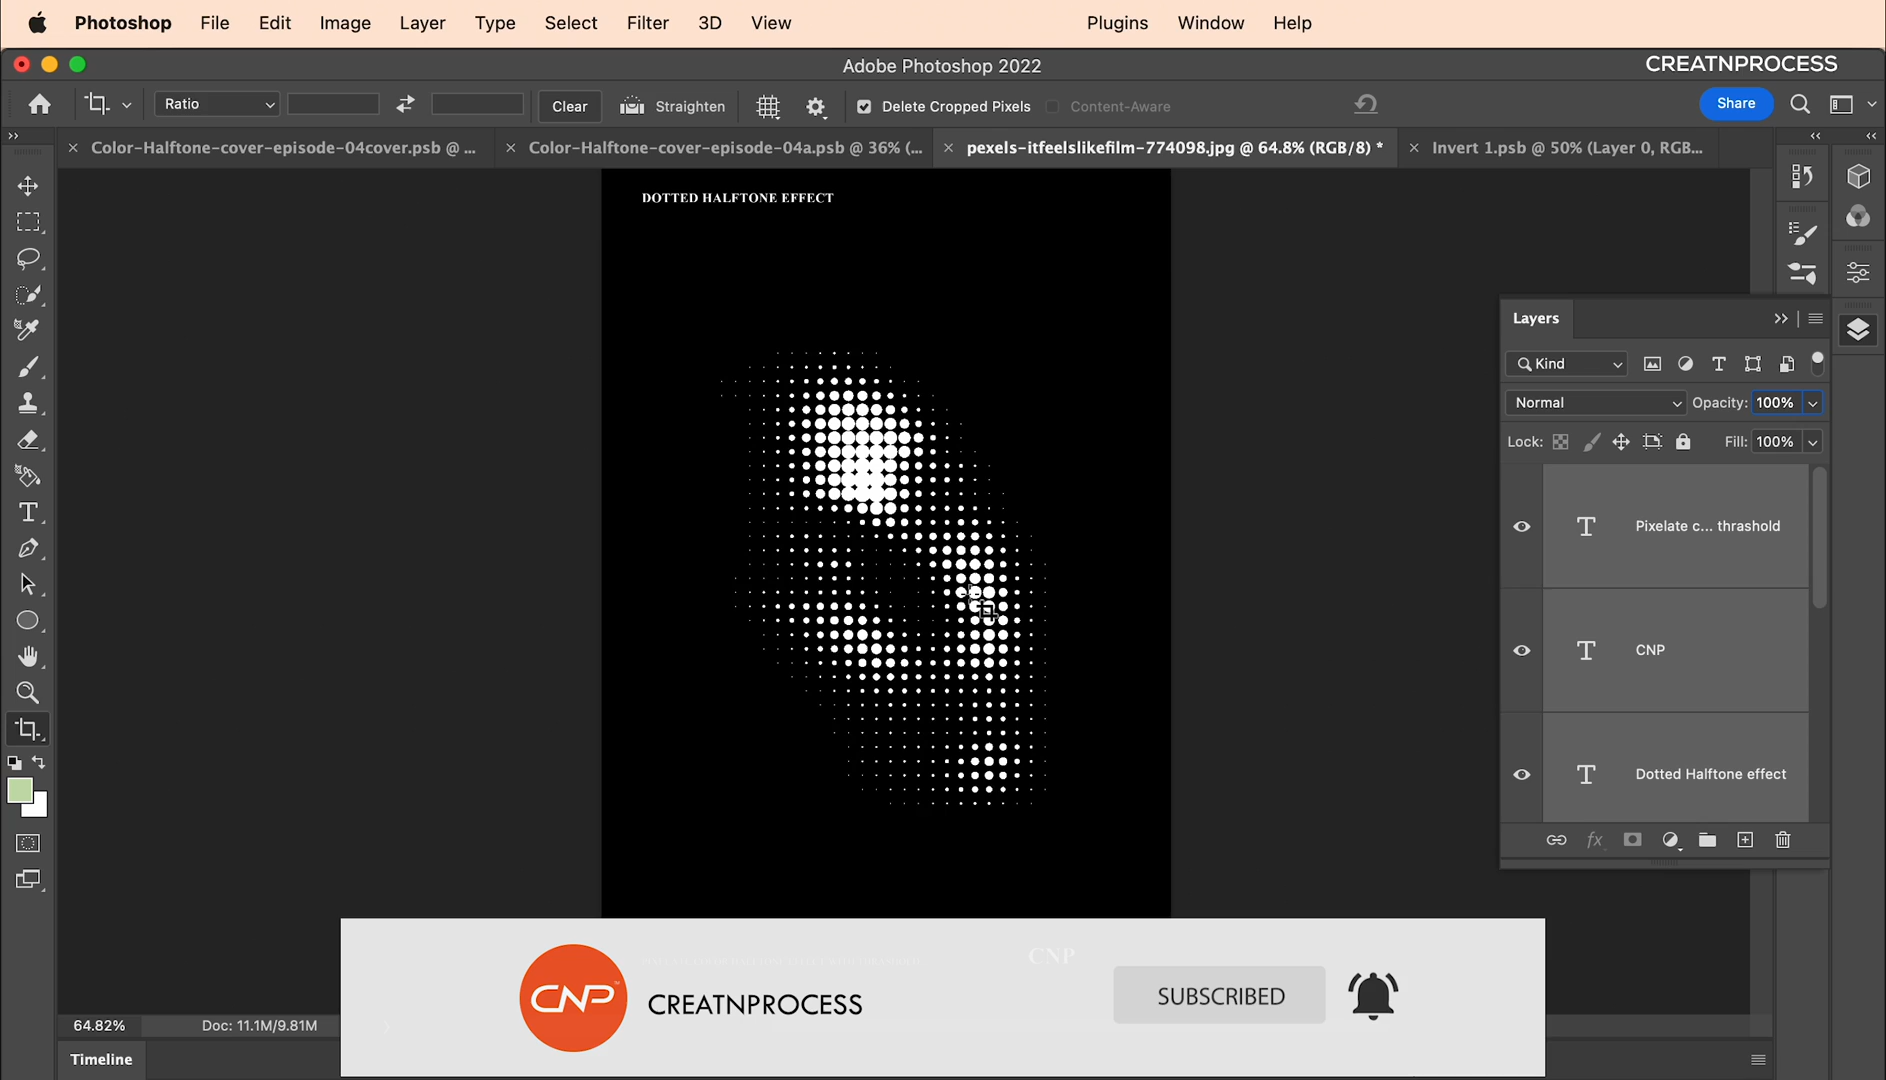 Photoshop File Edit Image Layer Type Select Filter 3D View Plugins Window Help
Adobe Photoshop 2022
CREATNPROCESS
Ratio Clear Straighten Delete Cropped Pixels Content-Aware Share
Color-Halftone-cover-episode-04cover.psb @ ...
Color-Halftone-cover-episode-04a.psb @ 36% (...
pexels-itfeelslikefilm-774098.jpg @ 64.8% (RGB/8) *
Invert 1.psb @ 50% (Layer 0, RGB...
DOTTED HALFTONE EFFECT
Layers
Kind
Normal Opacity: 100%
Lock: Fill: 100%
T Pixelate c... thrashold
T CNP
T Dotted Halftone effect
fx
CNP
CNP
CREATNPROCESS
SUBSCRIBED
64.82% Doc: 11.1M/9.81M
Timeline